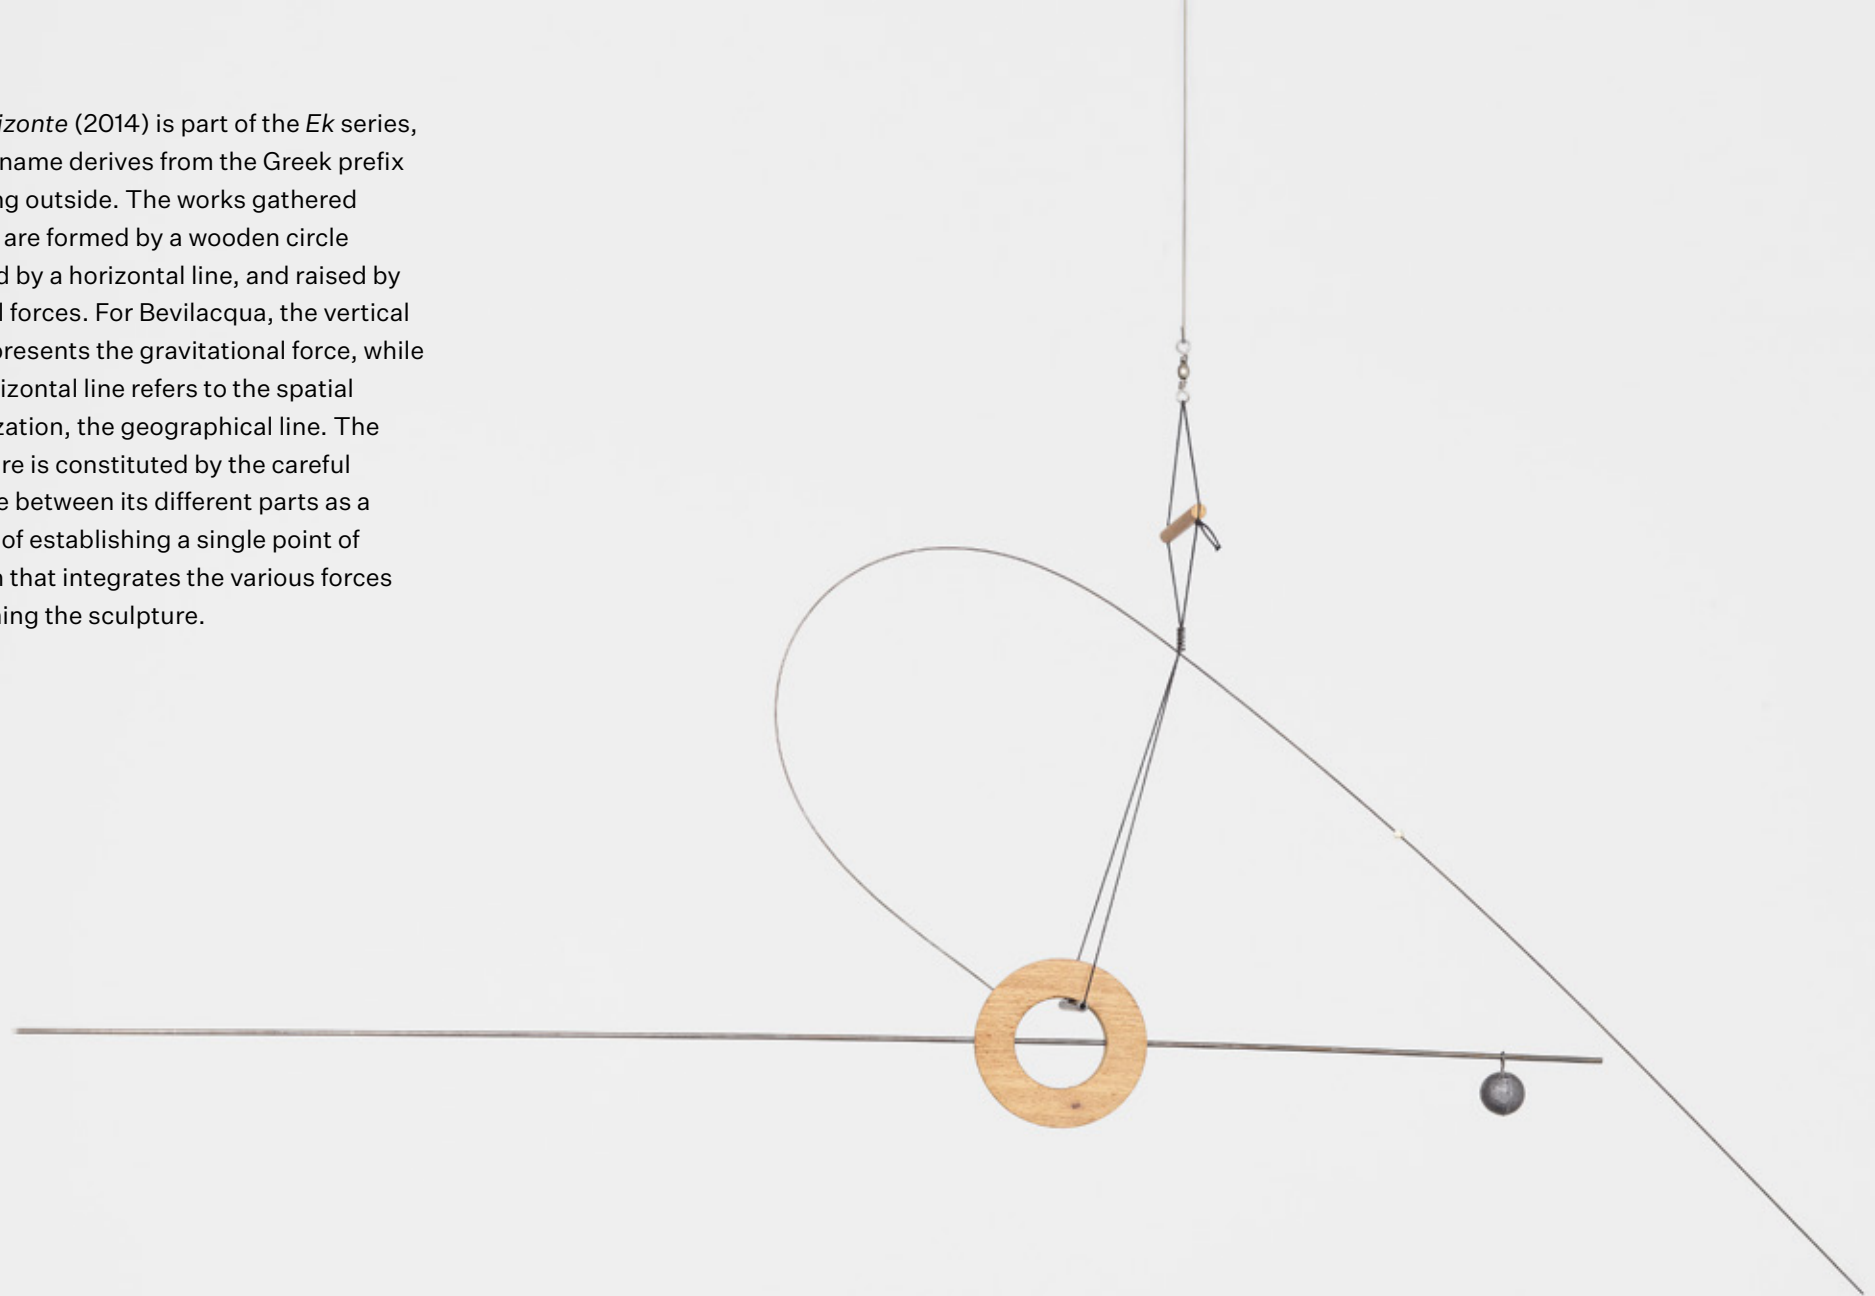 izonte (2014) is part of the Ek series,
name derives from the Greek prefix
ng outside. The works gathered
are formed by a wooden circle
d by a horizontal line, and raised by
l forces. For Bevilacqua, the vertical
presents the gravitational force, while
izontal line refers to the spatial
zation, the geographical line. The
re is constituted by the careful
e between its different parts as a
of establishing a single point of
n that integrates the various forces
ning the sculpture.